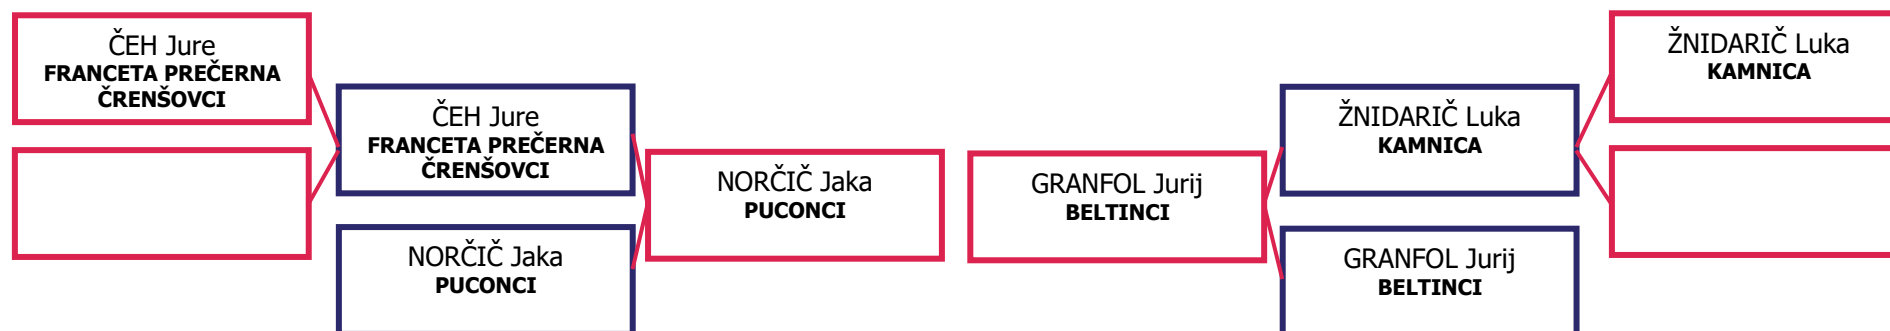 ČEH Jure
FRANCETA PREČERNA
ČRENŠOVCI
ČEH Jure
FRANCETA PREČERNA
ČRENŠOVCI
NORČIČ Jaka
PUCONCI
NORČIČ Jaka
PUCONCI
GRANFOL Jurij
BELTINCI
ŽNIDARIČ Luka
KAMNICA
GRANFOL Jurij
BELTINCI
ŽNIDARIČ Luka
KAMNICA